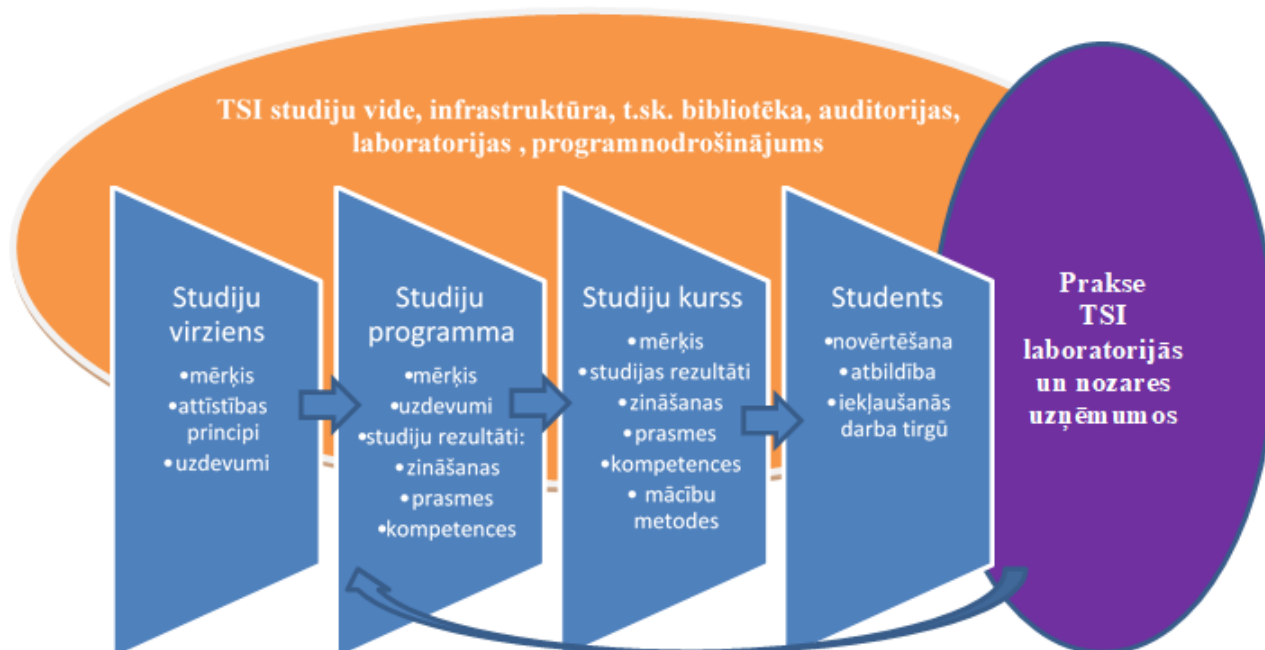 TSI studiju vide, infrastruktūra, t.sk. bibliotēka, auditorijas,
laboratorijas , programnodrošinājums
Studiju
virziens
•mērķis
•attīstības
principi
•uzdevumi
Studiju
programma
•mērķis
•uzdevumi
•studiju rezultāti:
•zināšanas
•prasmes
•kompetences
Studiju kurss
•mērķis
•studijas rezultāti
•zināšanas
•prasmes
•kompetences
• mācību
metodes
Students
•novērtēšana
•atbildība
•iekļaušanās
darba tirgū
Prakse
TSI
laboratorijās
un nozares
uzņēmumos